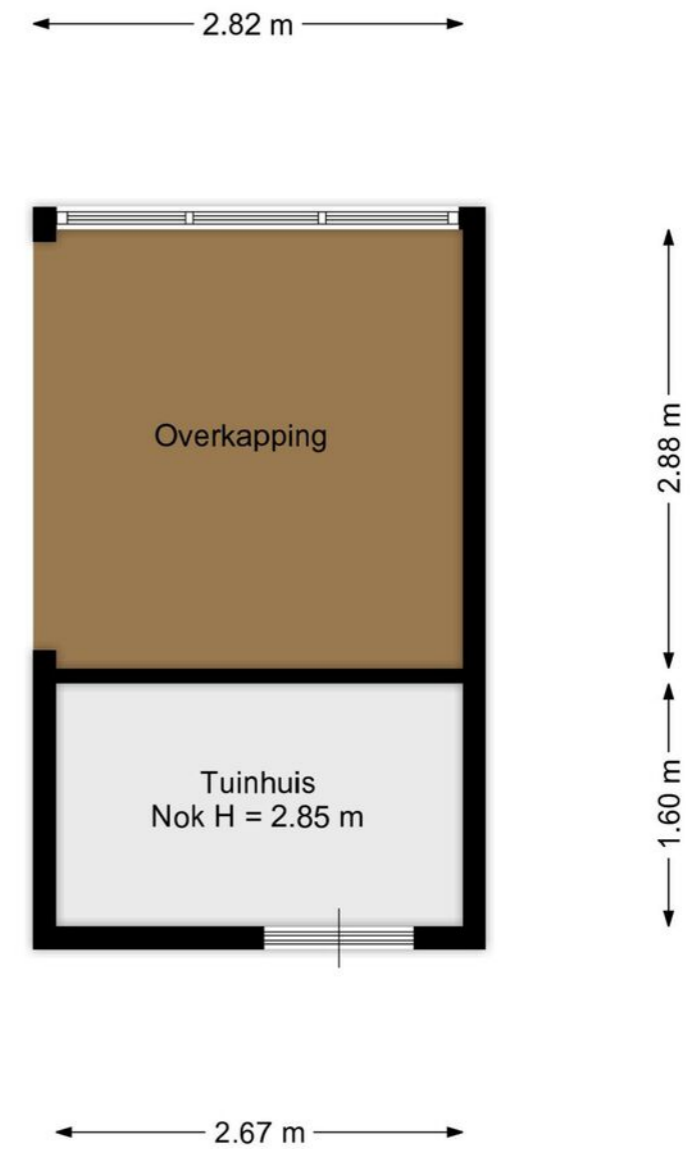 2.82 m
Overkapping
2.88 m
Tuinhuis
Nok H = 2.85 m
1.60 m
2.67 m